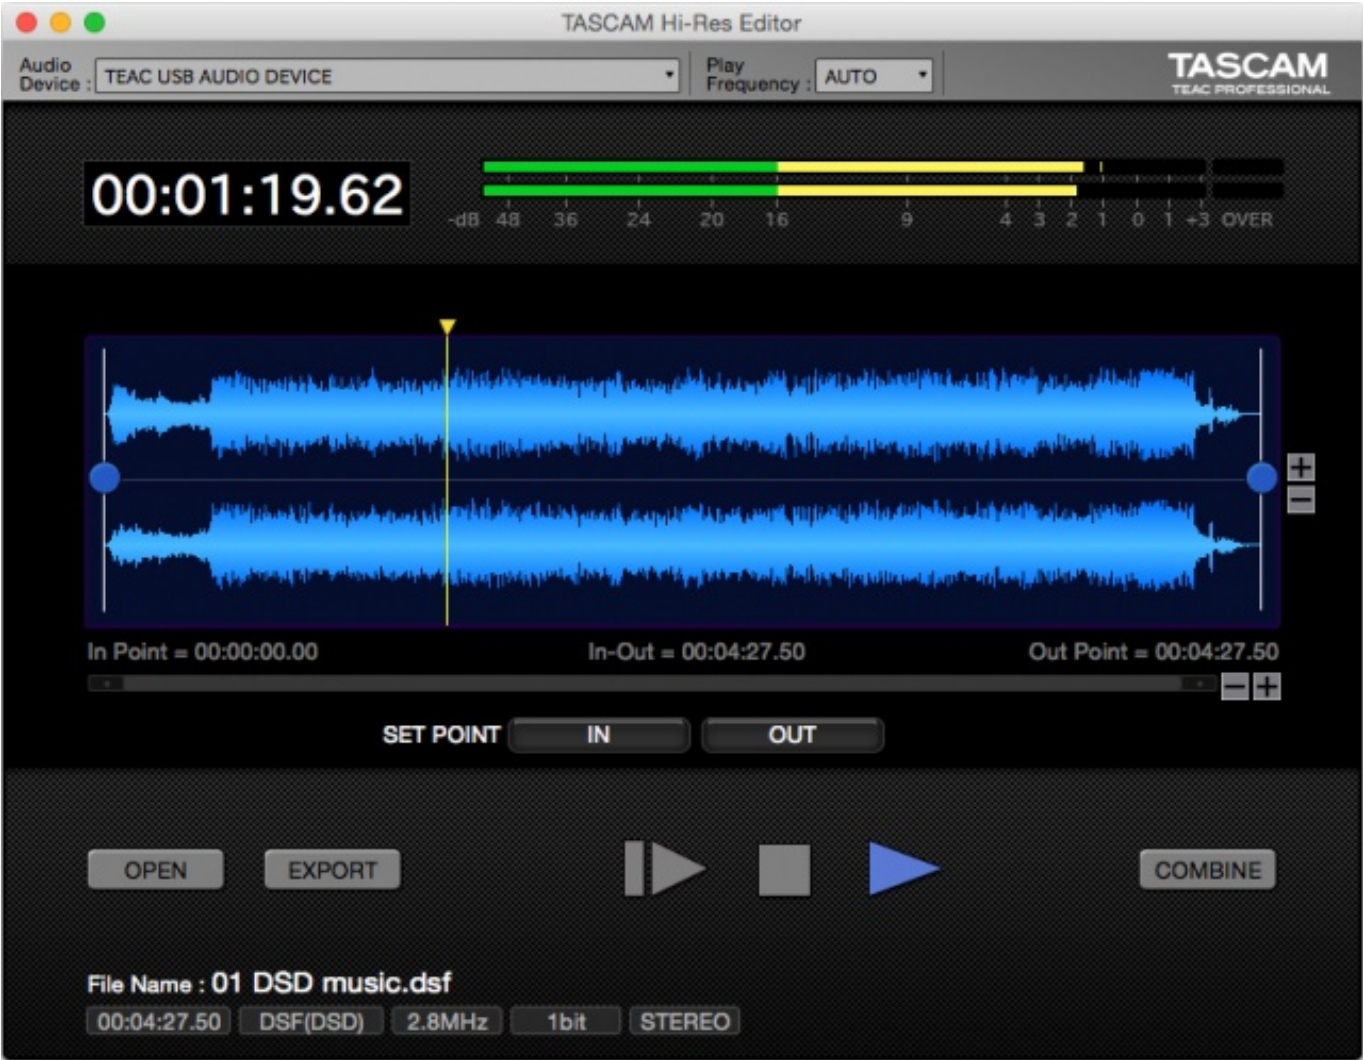 TASCAM Hi-Res Editor
Audio Device : TEAC USB AUDIO DEVICE
Play Frequency : AUTO
TASCAM
TEAC PROFESSIONAL
00:01:19.62
-dB 48 36 24 20 16 9 4 3 2 1 0 1 +3 OVER
In Point = 00:00:00.00 In-Out = 00:04:27.50 Out Point = 00:04:27.50
SET POINT IN OUT
OPEN EXPORT COMBINE
File Name : 01 DSD music.dsf
00:04:27.50 DSF(DSD) 2.8MHz 1bit STEREO